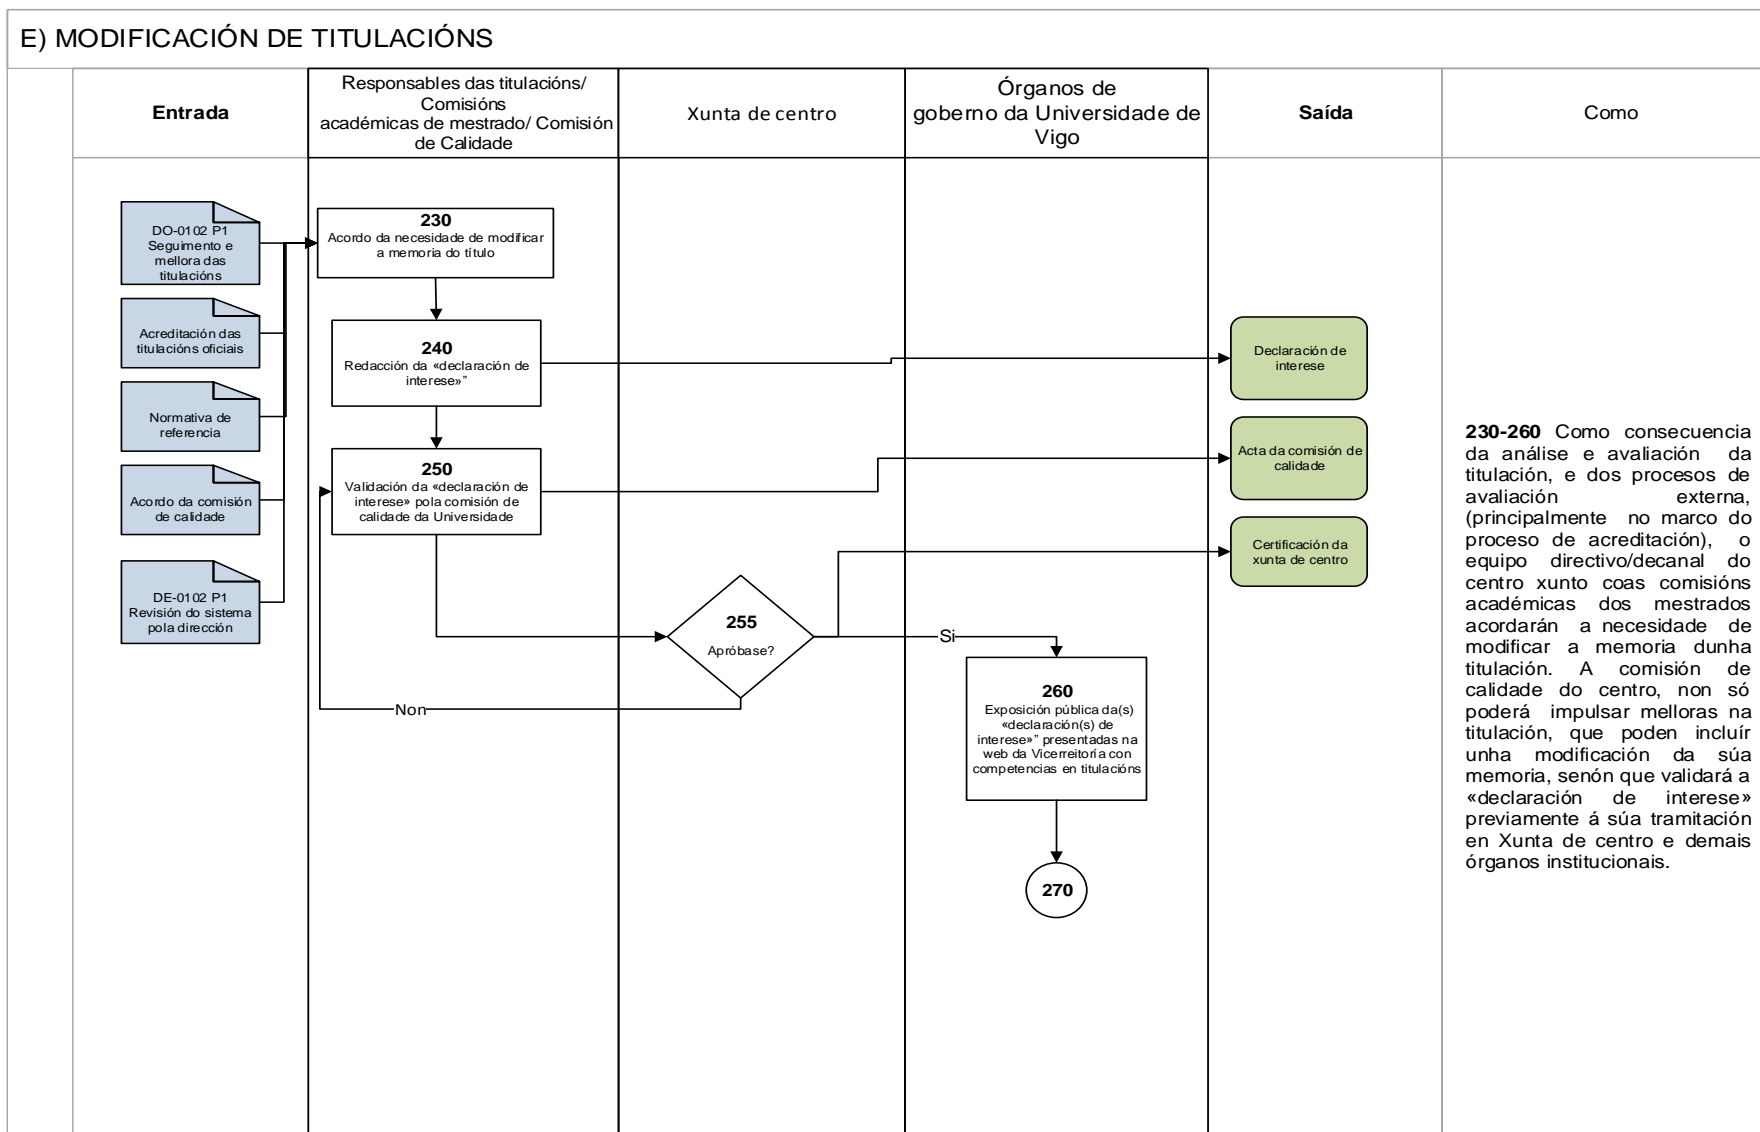 E) MODIFICACIÓN DE TITULACIÓNS
Entrada
Responsables das titulacións/
Comisións
académicas de mestrado/ Comisión
de Calidade
Xunta de centro
Órganos de
goberno da Universidade de
Vigo
Saída
Como
DO-0102 P1
Seguimento e
mellora das
titulacións
Acreditación das
titulacións oficiais
Normativa de
referencia
Acordo da comisión
de calidade
DE-0102 P1
Revisión do sistema
pola dirección
230
Acordo da necesidade de modificar
a memoria do título
240
Redacción da «declaración de
interese»”
250
Validación da «declaración de
interese» pola comisión de
calidade da Universidade
255
Apróbase?
Non
Si
260
Exposición pública da(s)
«declaración(s) de
interese»” presentadas na
web da Vicerreitoría con
competencias en titulacións
270
Declaración de
interese
Acta da comisión de
calidade
Certificación da
xunta de centro
230-260 Como consecuencia
da análise e avaliación da
titulación, e dos procesos de
avaliación externa,
(principalmente no marco do
proceso de acreditación), o
equipo directivo/decanal do
centro xunto coas comisións
académicas dos mestrados
acordarán a necesidade de
modificar a memoria dunha
titulación. A comisión de
calidade do centro, non só
poderá impulsar melloras na
titulación, que poden incluír
unha modificación da súa
memoria, senón que validará a
«declaración de interese»
previamente á súa tramitación
en Xunta de centro e demais
órganos institucionais.